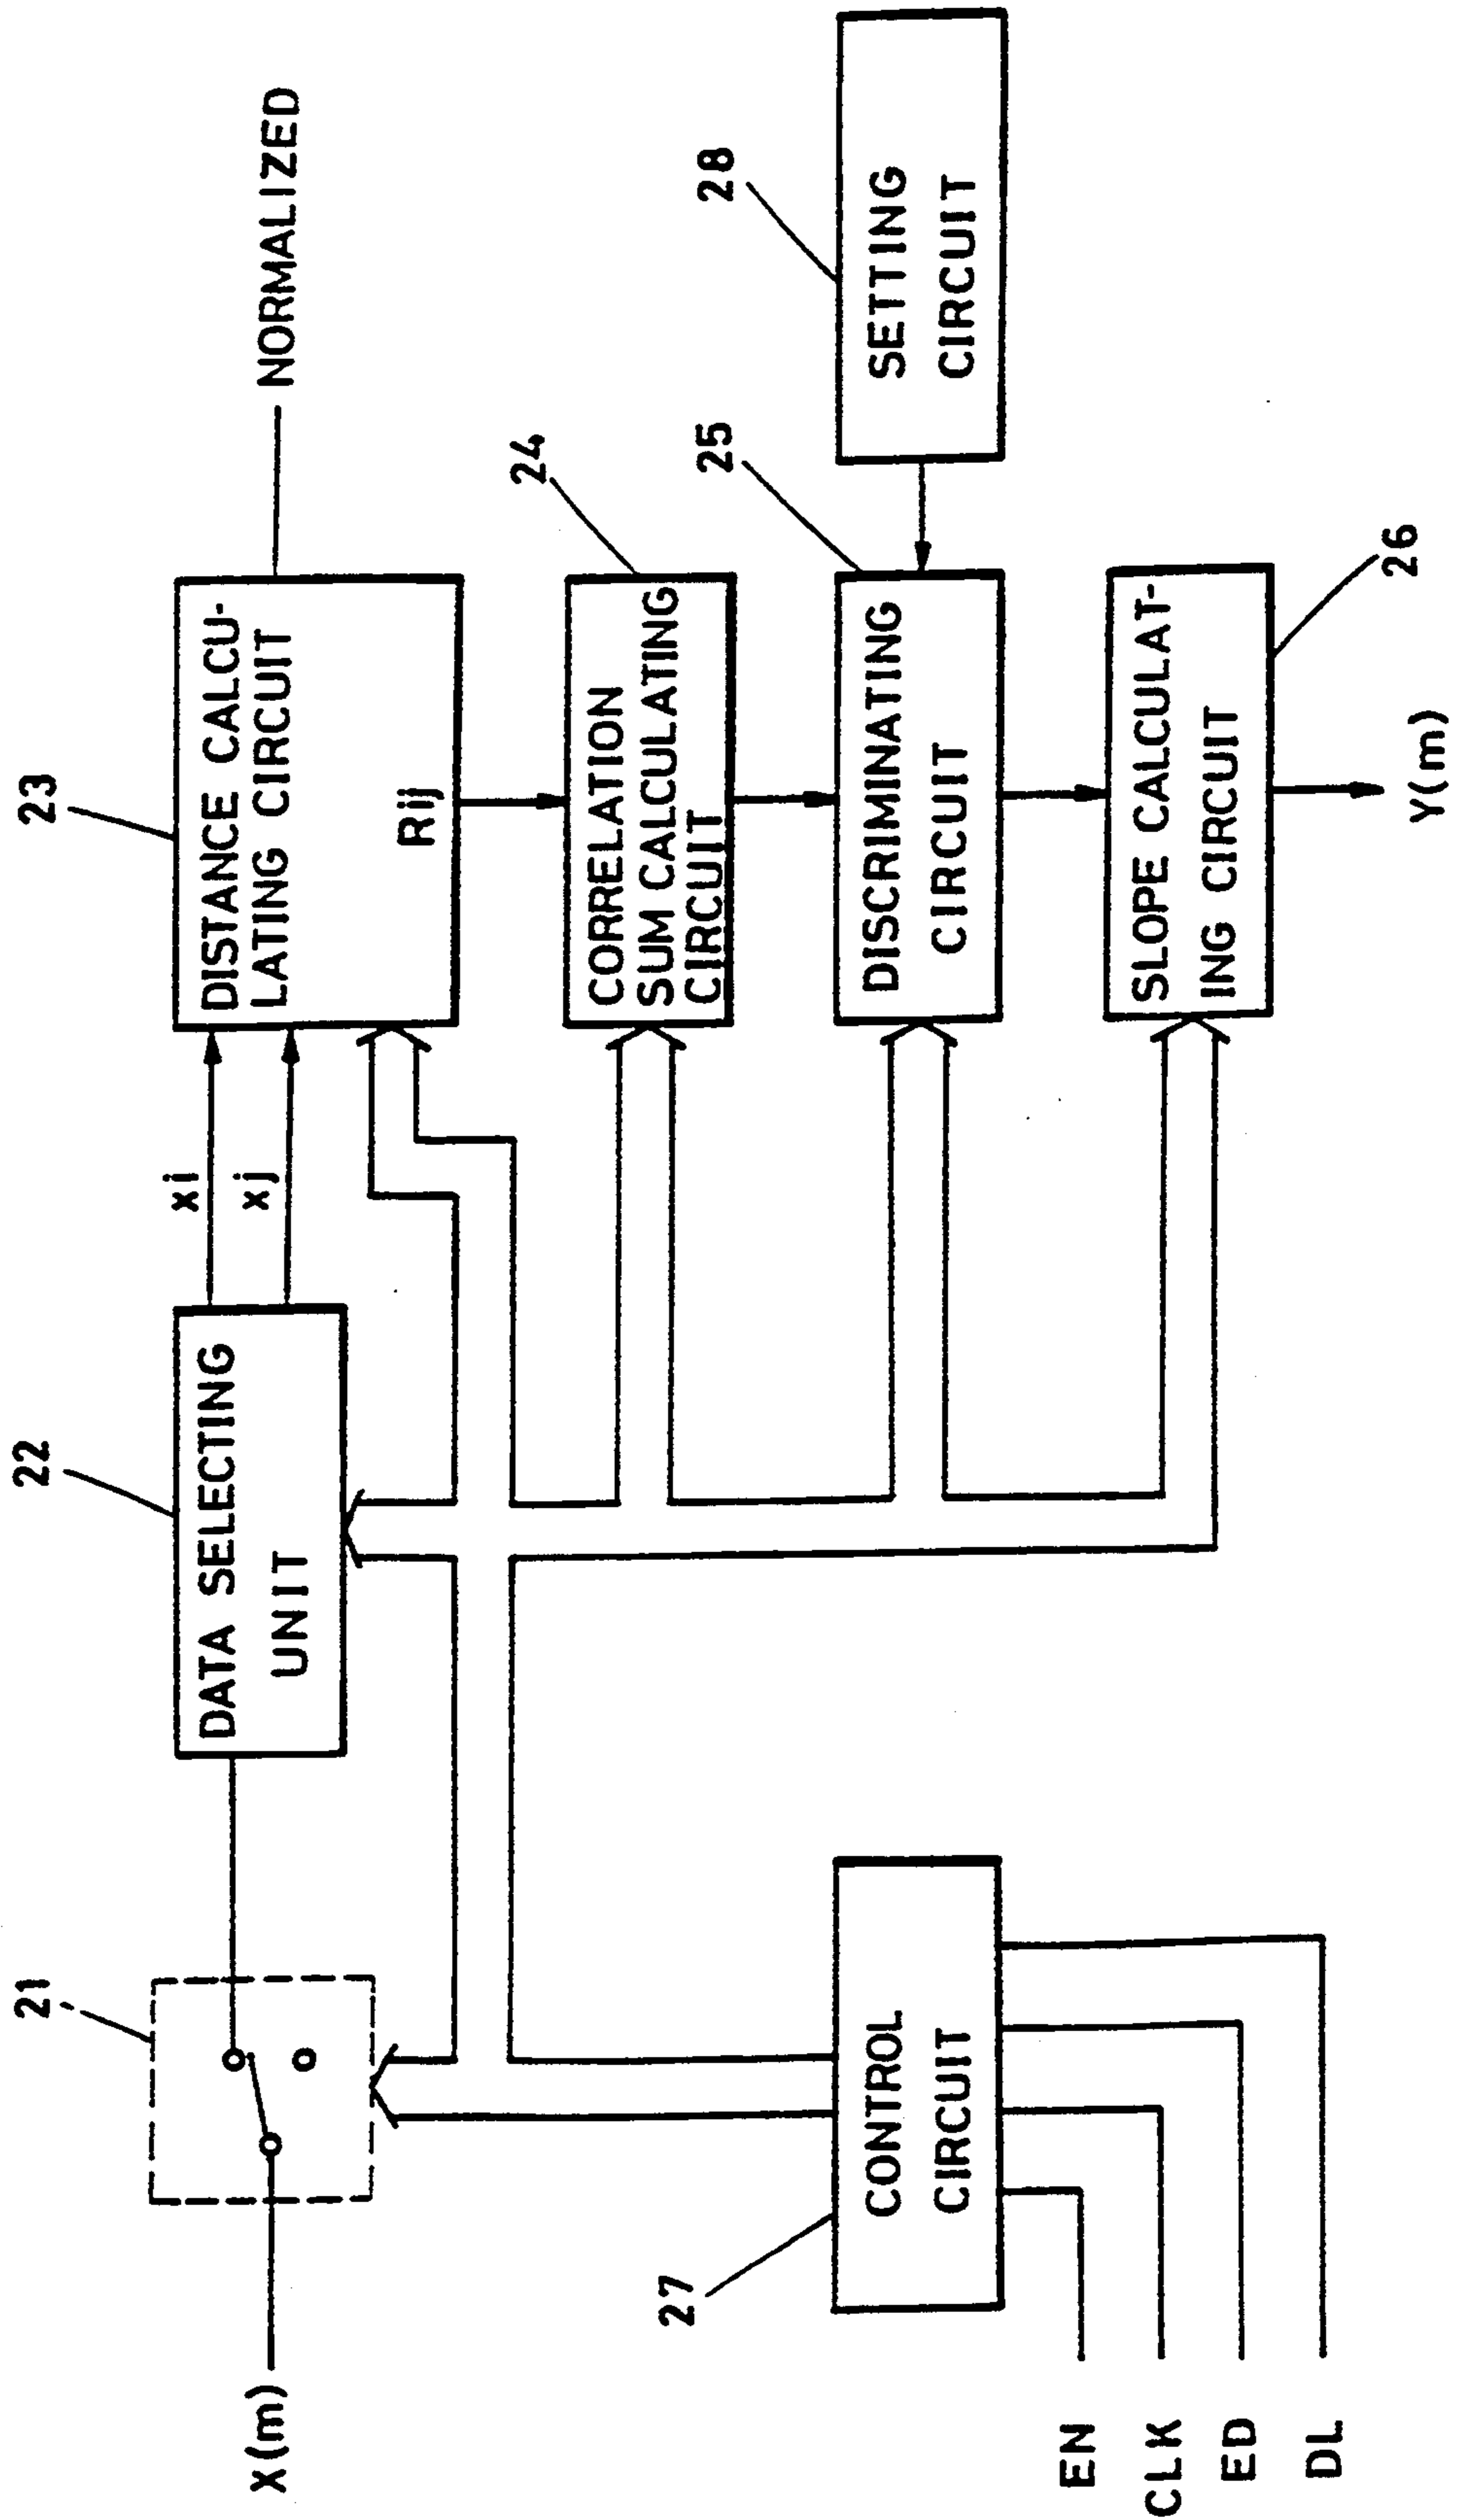 21
22
23
X(m)
DATA SELECTING
UNIT
xi
xj
DISTANCE CALCU-
LATING CIRCUIT
Rij
NORMALIZED
24
CORRELATION
SUM CALCULATING
CIRCUIT
27
CONTROL
CIRCUIT
25
DISCRIMINATING
CIRCUIT
28
SETTING
CIRCUIT
EN
CLK
ED
DL
SLOPE CALCULAT-
ING CIRCUIT
26
Y(m)